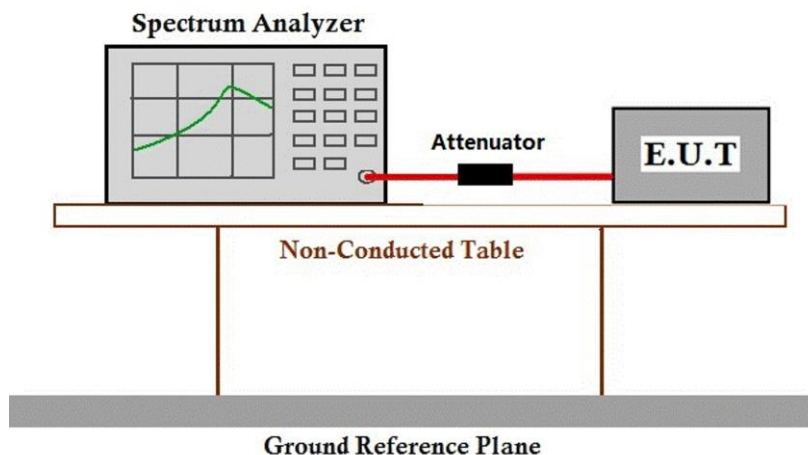 Spectrum Analyzer
Attenuator
E.U.T
Non-Conducted Table
Ground Reference Plane